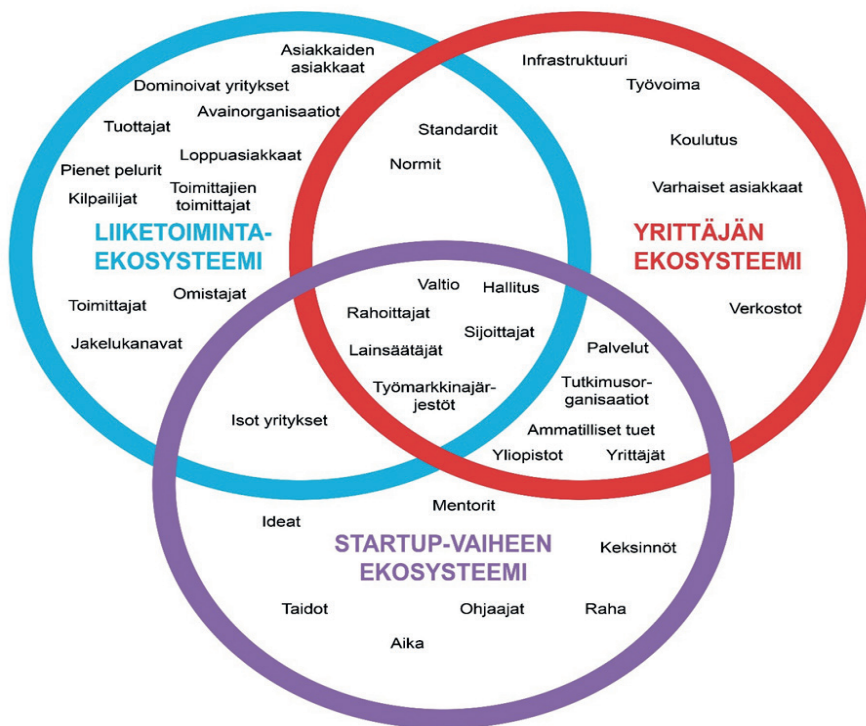 Asiakkaiden
asiakkaat
Dominoivat yritykset
Avainorganisaatiot
Tuottajat
Loppuasiakkaat
Pienet pelurit
Kilpailijat
Toimittajien
toimittajat
LIIKETOIMINTA-
EKOSYSTEEMI
Toimittajat
Omistajat
Jakelukanavat
Standardit
Normit
Infrastruktuuri
Työvoima
Koulutus
Varhaiset asiakkaat
YRITTÄJÄN
EKOSYSTEEMI
Verkostot
Valtio
Hallitus
Rahoittajat
Sijoittajat
Lainsäätäjät
Työmarkkinajär-
jestöt
Isot yritykset
Palvelut
Tutkimusor-
ganisaatiot
Ammatilliset tuet
Yliopistot
Yrittäjät
Mentorit
Ideat
STARTUP-VAIHEEN
EKOSYSTEEMI
Keksinnöt
Taidot
Ohjaajat
Raha
Aika